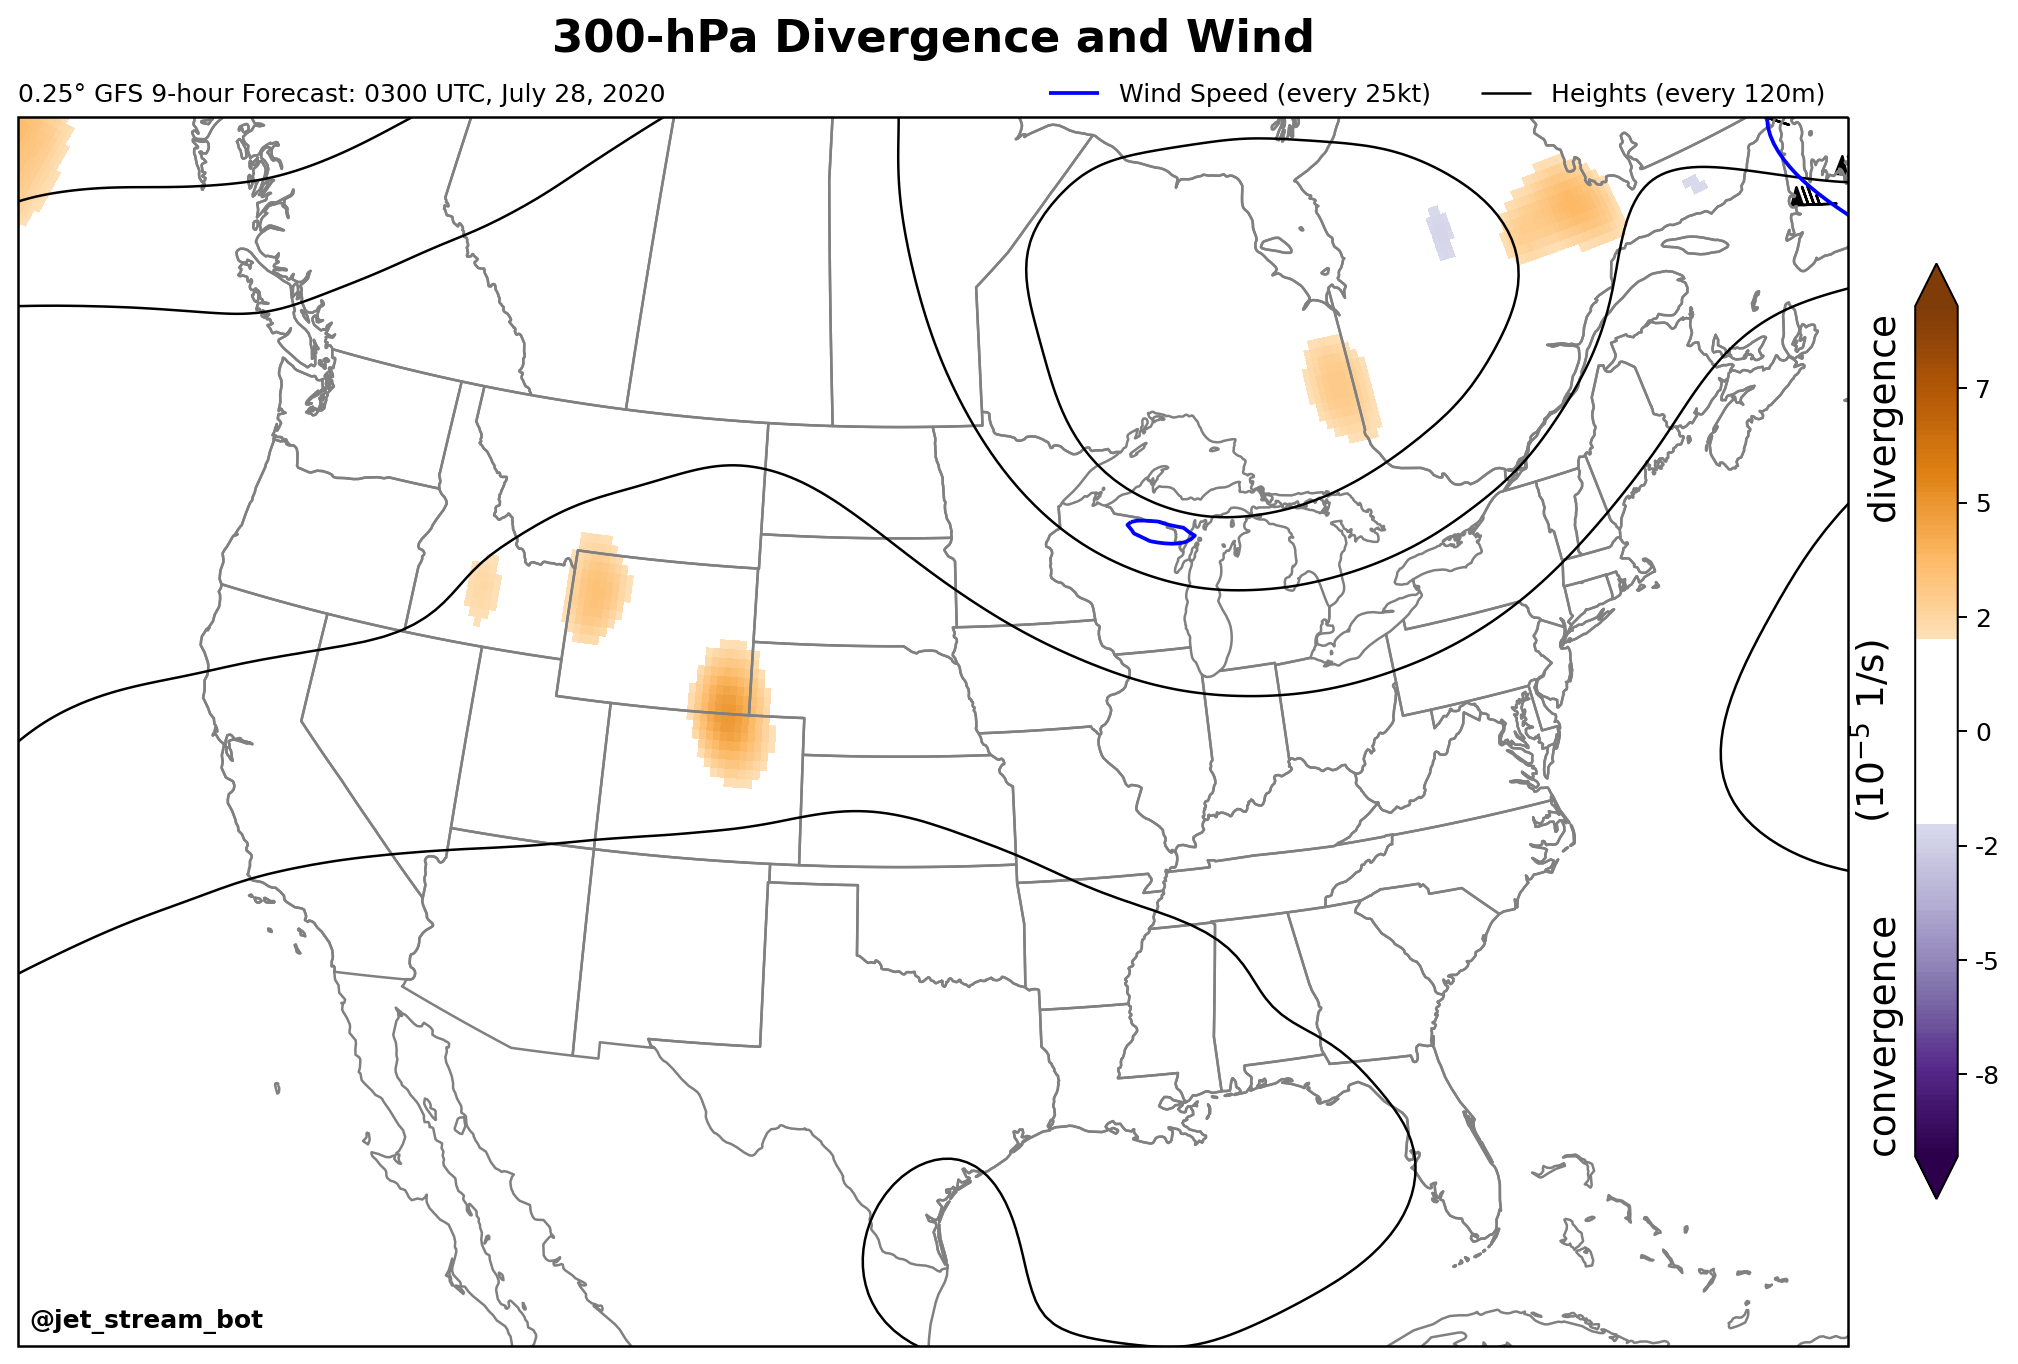 300-hPa Divergence and Wind
0.25° GFS 9-hour Forecast: 0300 UTC, July 28, 2020
Wind Speed (every 25kt)
Heights (every 120m)
divergence
(10⁻⁵ 1/s)
convergence
7
5
2
0
-2
-5
-8
@jet_stream_bot